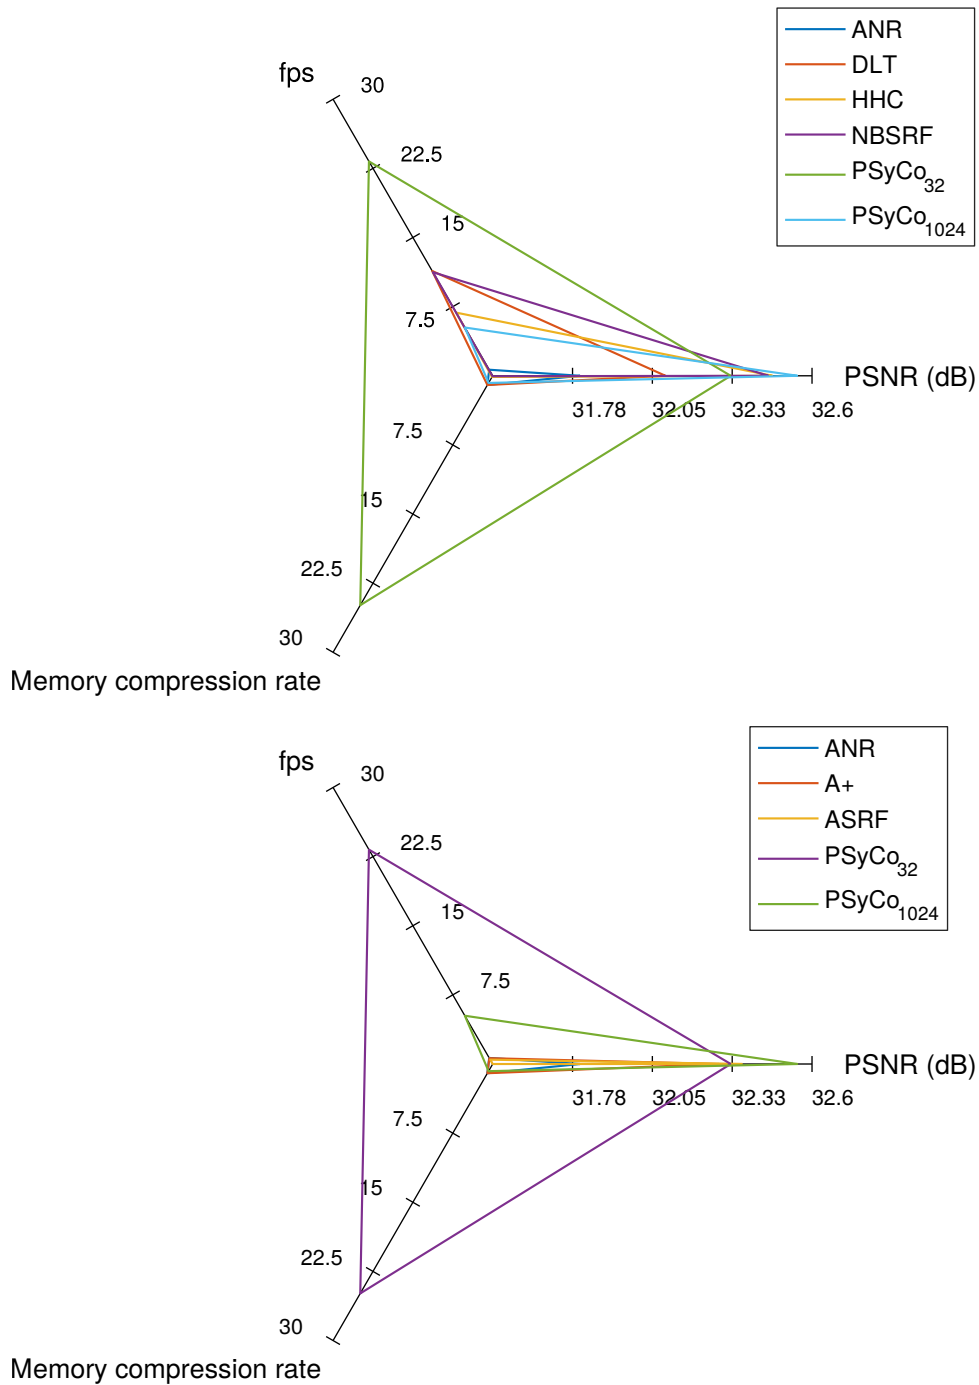 ANR
DLT
HHC
NBSRF
PSyCo32
PSyCo1024
fps
30
22.5
15
7.5
PSNR (dB)
31.78 32.05 32.33 32.6
7.5
15
22.5
30
Memory compression rate
ANR
A+
ASRF
PSyCo32
PSyCo1024
fps
30
22.5
15
7.5
PSNR (dB)
31.78 32.05 32.33 32.6
7.5
15
22.5
30
Memory compression rate